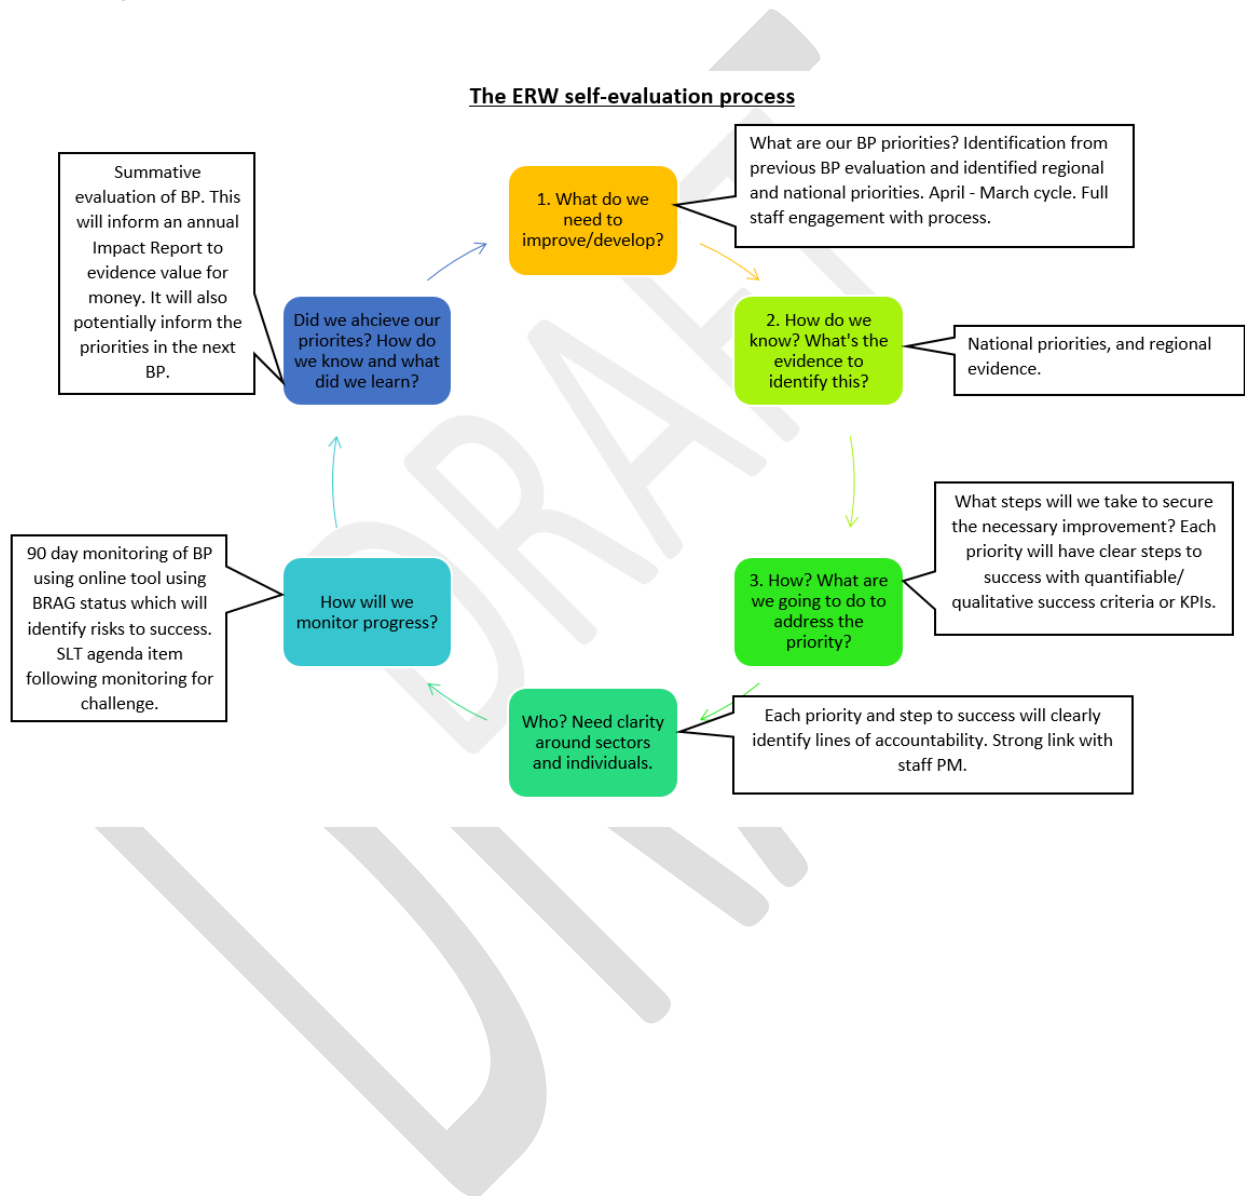 The ERW self-evaluation process
What are our BP priorities? Identification from
previous BP evaluation and identified regional
and national priorities. April - March cycle. Full
staff engagement with process.
1. What do we
need to
improve/develop?
Summative
evaluation of BP. This
will inform an annual
Impact Report to
evidence value for
money. It will also
potentially inform the
priorities in the next
BP.
Did we ahcieve our
priorites? How do
we know and what
did we learn?
2. How do we
know? What's the
evidence to
identify this?
National priorities, and regional
evidence.
What steps will we take to secure
the necessary improvement? Each
priority will have clear steps to
success with quantifiable/
qualitative success criteria or KPIs.
3. How? What are
we going to do to
address the
priority?
90 day monitoring of BP
using online tool using
BRAG status which will
identify risks to success.
SLT agenda item
following monitoring for
challenge.
How will we
monitor progress?
Who? Need clarity
around sectors
and individuals.
Each priority and step to success will clearly
identify lines of accountability. Strong link with
staff PM.
DRAFT